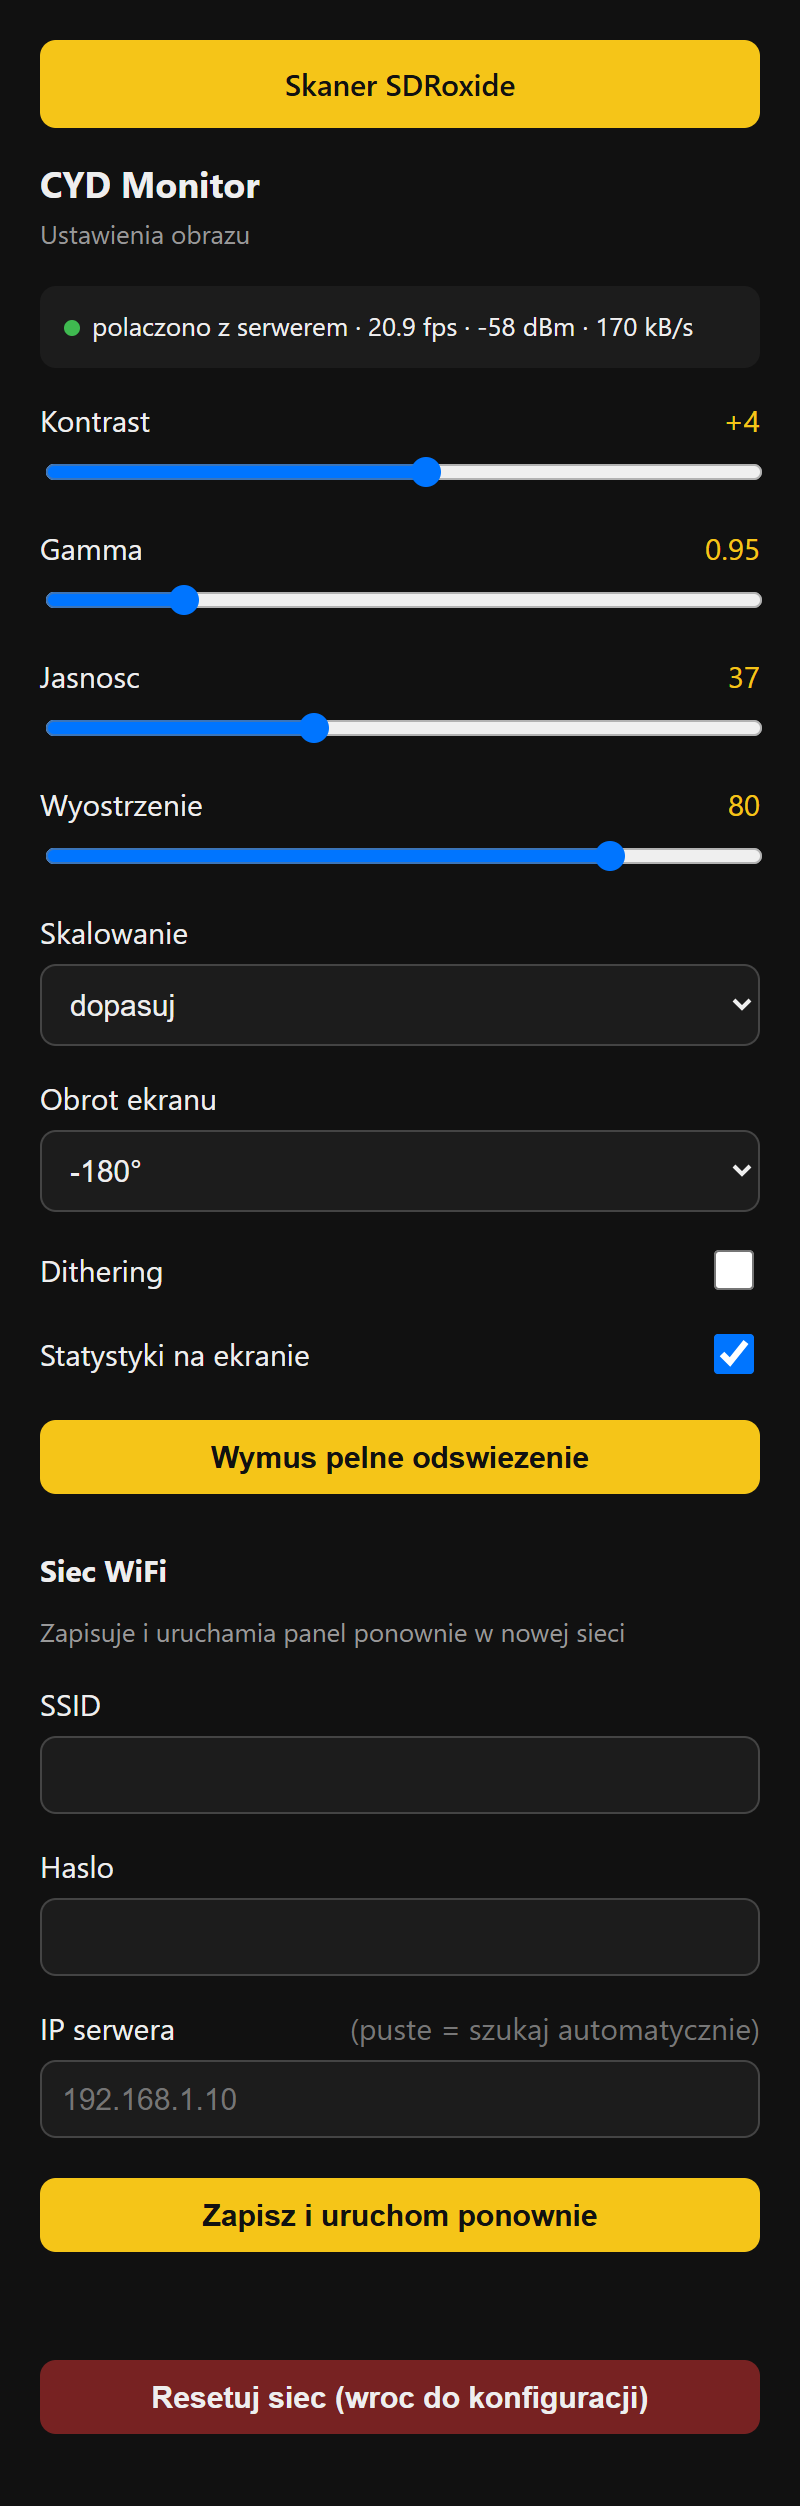 Skaner SDRoxide
CYD Monitor
Ustawienia obrazu
polaczono z serwerem · 20.9 fps · -58 dBm · 170 kB/s
Kontrast +4
Gamma 0.95
Jasnosc 37
Wyostrzenie 80
Skalowanie
dopasuj
Obrot ekranu
-180°
Dithering
Statystyki na ekranie
Wymus pelne odswiezenie
Siec WiFi
Zapisuje i uruchamia panel ponownie w nowej sieci
SSID
Haslo
IP serwera (puste = szukaj automatycznie)
192.168.1.10
Zapisz i uruchom ponownie
Resetuj siec (wroc do konfiguracji)